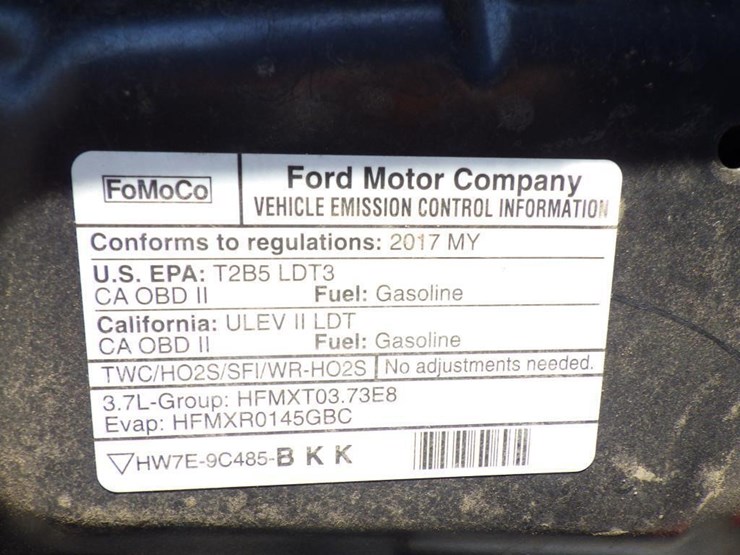 FoMoCo
Ford Motor Company
VEHICLE EMISSION CONTROL INFORMATION
Conforms to regulations: 2017 MY
U.S. EPA: T2B5 LDT3
CA OBD II Fuel: Gasoline
California: ULEV II LDT
CA OBD II Fuel: Gasoline
TWC/HO2S/SFI/WR-HO2S No adjustments needed.
3.7L-Group: HFMXT03.73E8
Evap: HFMXR0145GBC
HW7E-9C485-B K K